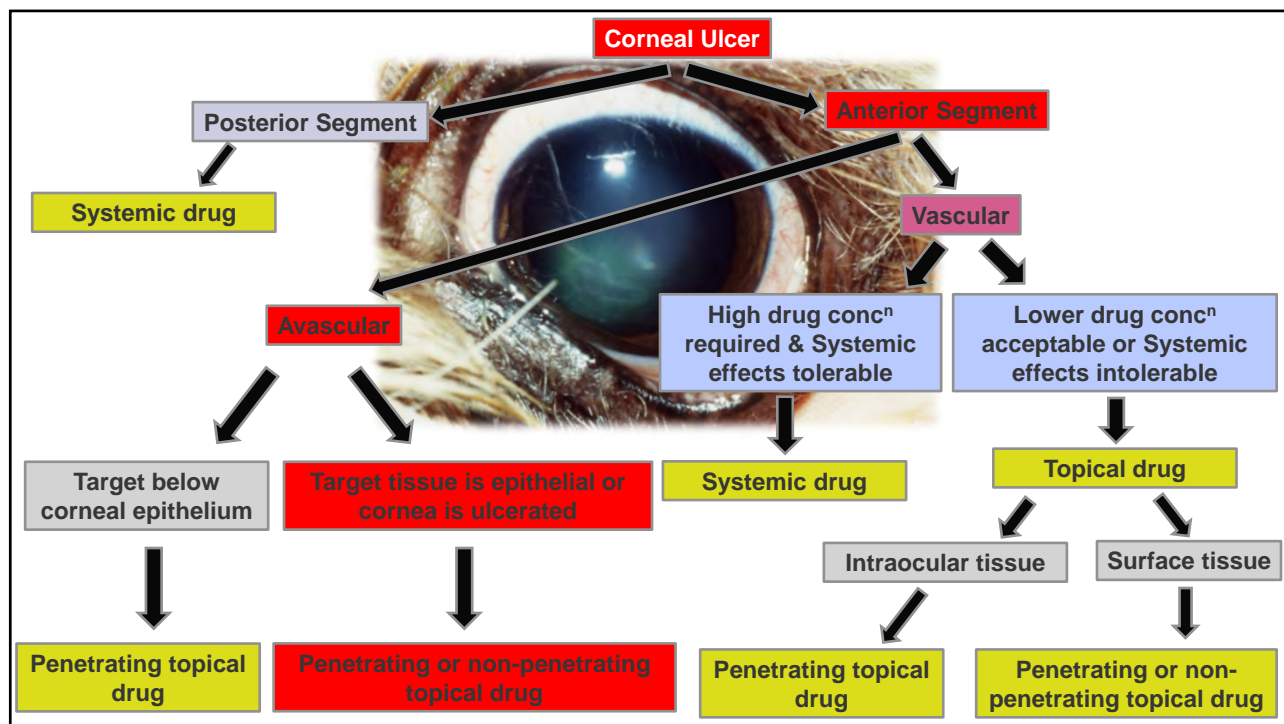 Corneal Ulcer
Posterior Segment
Anterior Segment
Systemic drug
Vascular
Avascular
High drug concⁿ
required & Systemic
effects tolerable
Lower drug concⁿ
acceptable or Systemic
effects intolerable
Target below
corneal epithelium
Target tissue is epithelial or
cornea is ulcerated
Systemic drug
Topical drug
Intraocular tissue
Surface tissue
Penetrating topical
drug
Penetrating or non-penetrating
topical drug
Penetrating topical
drug
Penetrating or non-
penetrating topical drug